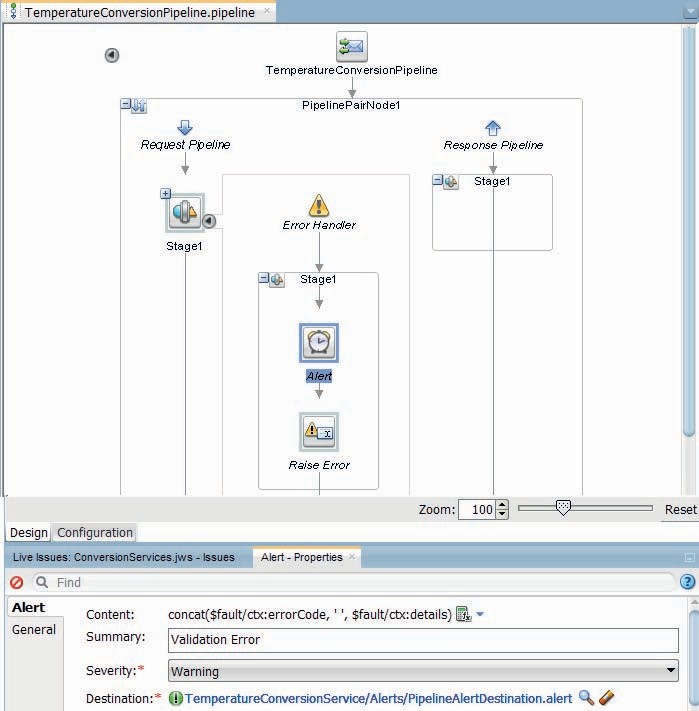 TemperatureConversionPipeline.pipeline
TemperatureConversionPipeline
PipelinePairNode1
Request Pipeline
Response Pipeline
Stage1
Stage1
Error Handler
Stage1
Alert
Raise Error
Zoom: 100 Reset
Design Configuration
Live Issues: ConversionServices.jws - Issues Alert - Properties
Find
Alert
General
Content: concat($fault/ctx:errorCode, ' ', $fault/ctx:details)
Summary: Validation Error
Severity:* Warning
Destination:* TemperatureConversionService/Alerts/PipelineAlertDestination.alert